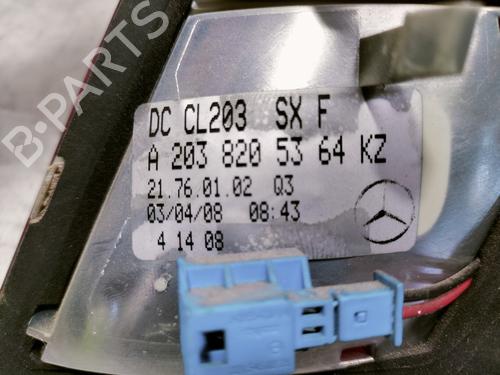 B-PARTS
DC CL203 SX F
A 203 820 53 64 KZ
21.76.01.02 Q3
03/04/08 08:43
4 14 08